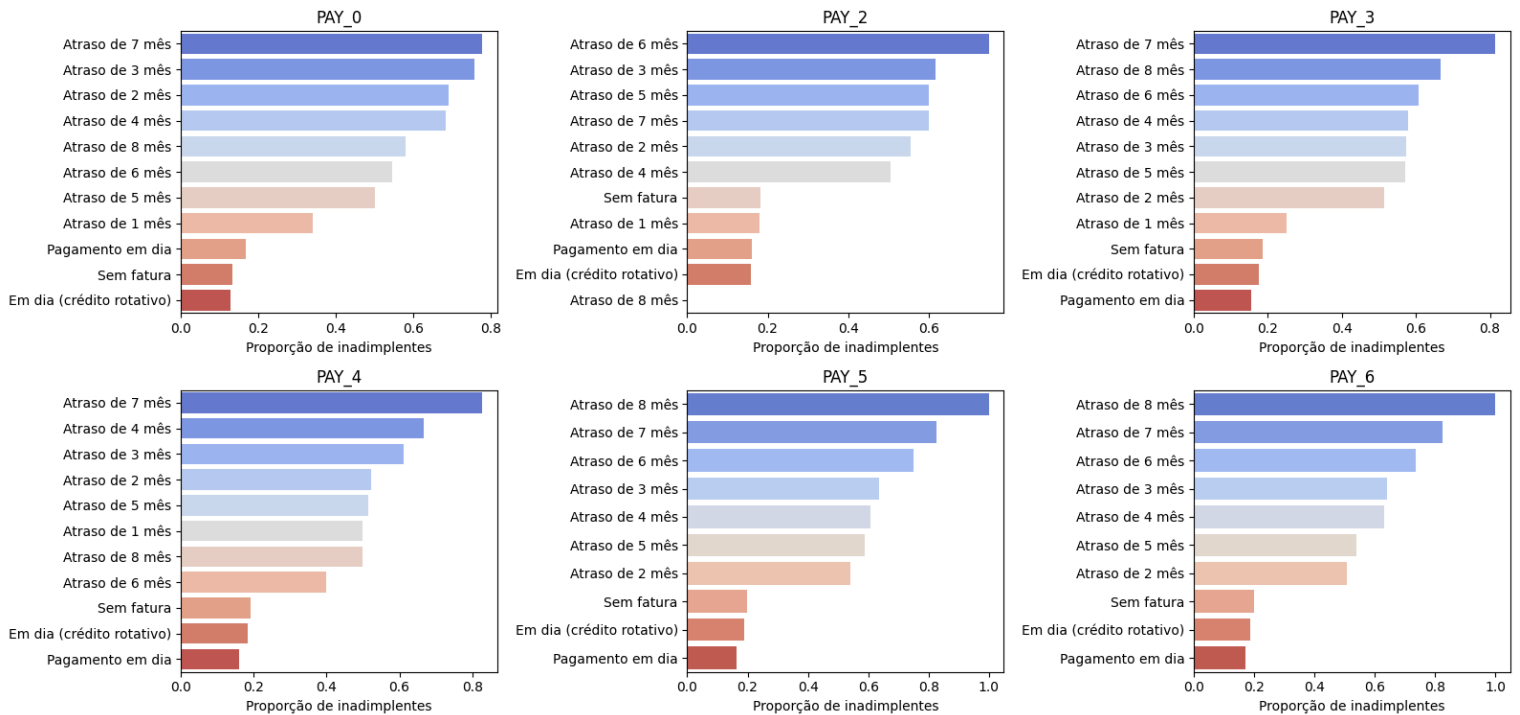 PAY_0
Atraso de 7 mês
Atraso de 3 mês
Atraso de 2 mês
Atraso de 4 mês
Atraso de 8 mês
Atraso de 6 mês
Atraso de 5 mês
Atraso de 1 mês
Pagamento em dia
Sem fatura
Em dia (crédito rotativo)
0.0 0.2 0.4 0.6 0.8
Proporção de inadimplentes
PAY_2
Atraso de 6 mês
Atraso de 3 mês
Atraso de 5 mês
Atraso de 7 mês
Atraso de 2 mês
Atraso de 4 mês
Sem fatura
Atraso de 1 mês
Pagamento em dia
Em dia (crédito rotativo)
Atraso de 8 mês
0.0 0.2 0.4 0.6
Proporção de inadimplentes
PAY_3
Atraso de 7 mês
Atraso de 8 mês
Atraso de 6 mês
Atraso de 4 mês
Atraso de 3 mês
Atraso de 5 mês
Atraso de 2 mês
Atraso de 1 mês
Sem fatura
Em dia (crédito rotativo)
Pagamento em dia
0.0 0.2 0.4 0.6 0.8
Proporção de inadimplentes
PAY_4
Atraso de 7 mês
Atraso de 4 mês
Atraso de 3 mês
Atraso de 2 mês
Atraso de 5 mês
Atraso de 1 mês
Atraso de 8 mês
Atraso de 6 mês
Sem fatura
Em dia (crédito rotativo)
Pagamento em dia
0.0 0.2 0.4 0.6 0.8
Proporção de inadimplentes
PAY_5
Atraso de 8 mês
Atraso de 7 mês
Atraso de 6 mês
Atraso de 3 mês
Atraso de 4 mês
Atraso de 5 mês
Atraso de 2 mês
Sem fatura
Em dia (crédito rotativo)
Pagamento em dia
0.0 0.2 0.4 0.6 0.8 1.0
Proporção de inadimplentes
PAY_6
Atraso de 8 mês
Atraso de 7 mês
Atraso de 6 mês
Atraso de 3 mês
Atraso de 4 mês
Atraso de 5 mês
Atraso de 2 mês
Sem fatura
Em dia (crédito rotativo)
Pagamento em dia
0.0 0.2 0.4 0.6 0.8 1.0
Proporção de inadimplentes